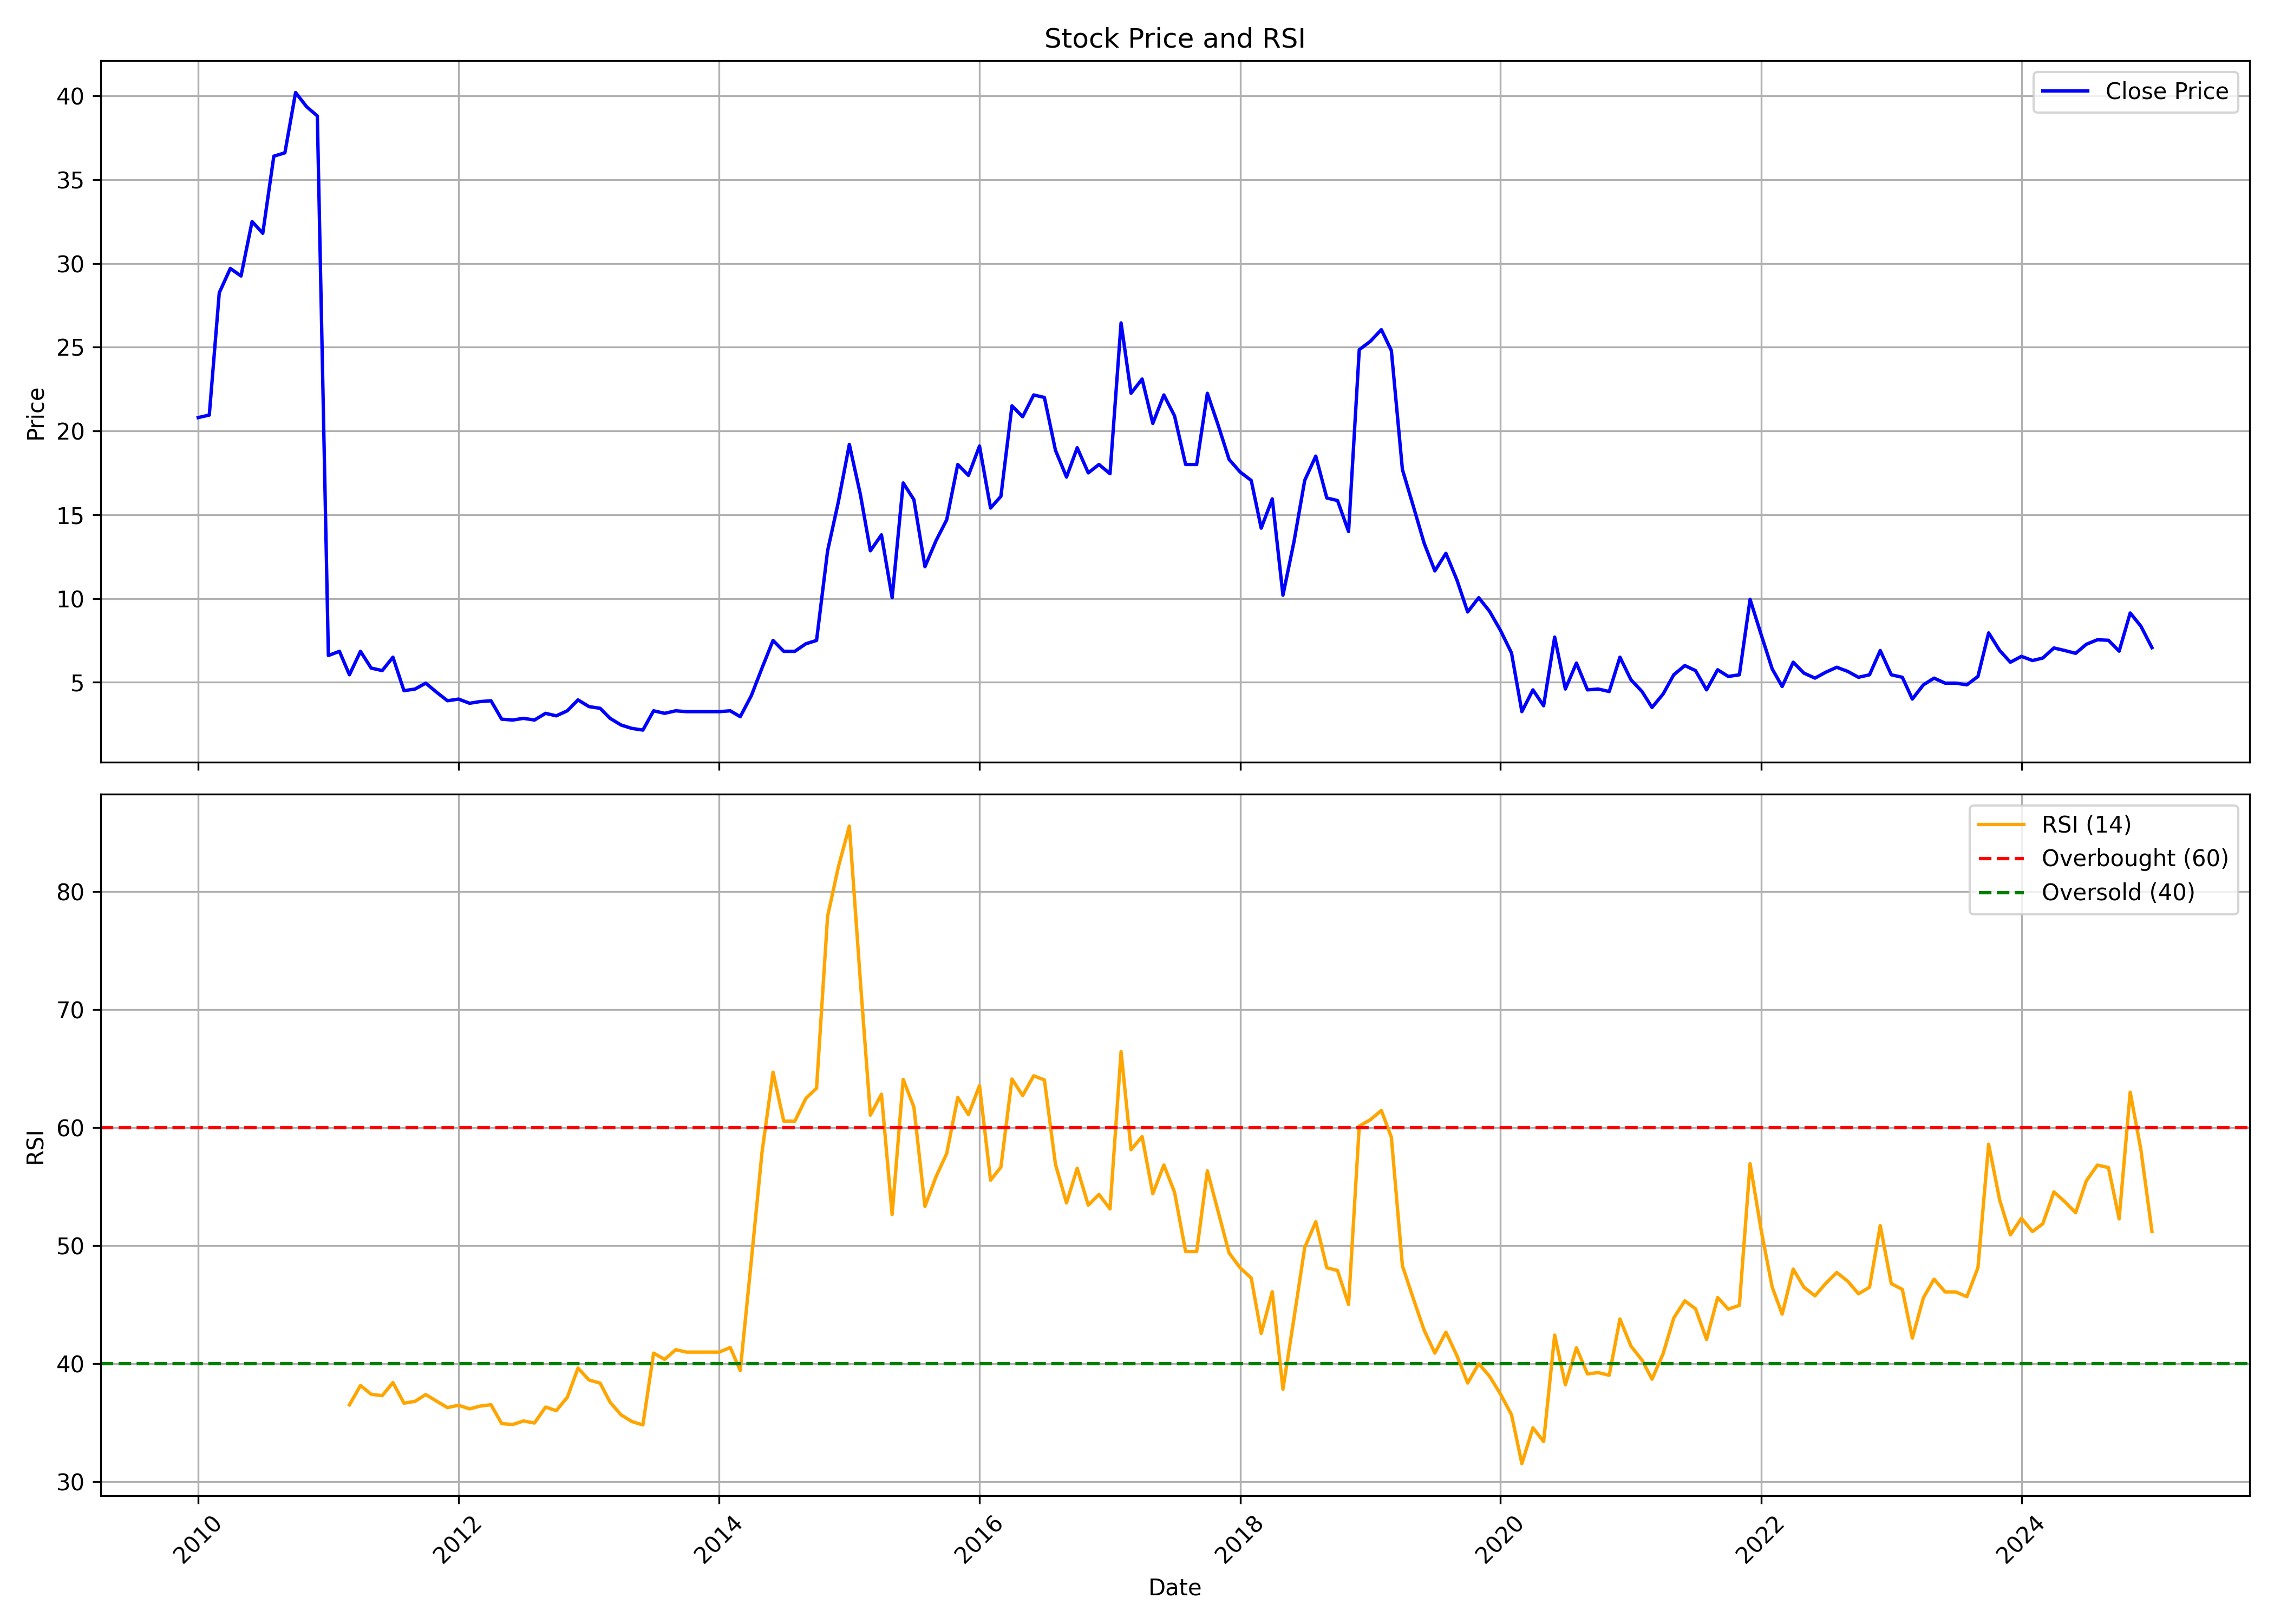 Stock Price and RSI
Close Price
Price
40
35
30
25
20
15
10
5
RSI (14)
Overbought (60)
Oversold (40)
RSI
80
70
60
50
40
30
2010
2012
2014
2016
2018
2020
2022
2024
Date